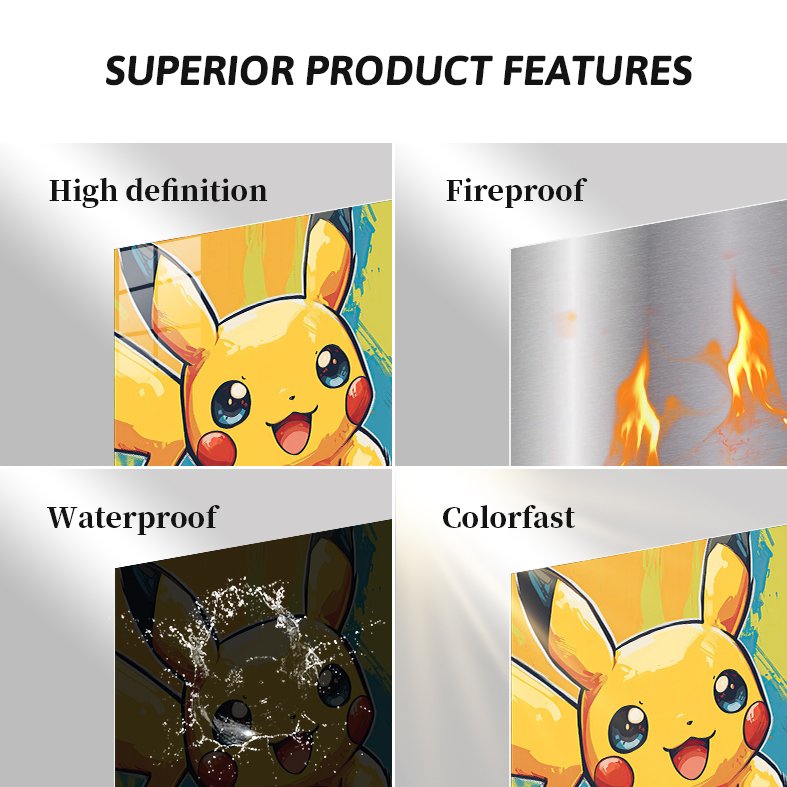 SUPERIOR PRODUCT FEATURES
High definition
Fireproof
Waterproof
Colorfast